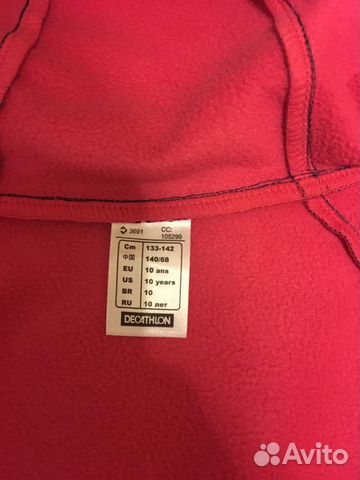 3691 CC: 105299
Cm 133-142
中国 140/68
EU 10 ans
US 10 years
BR 10
RU 10 лет
DECATHLON
Avito